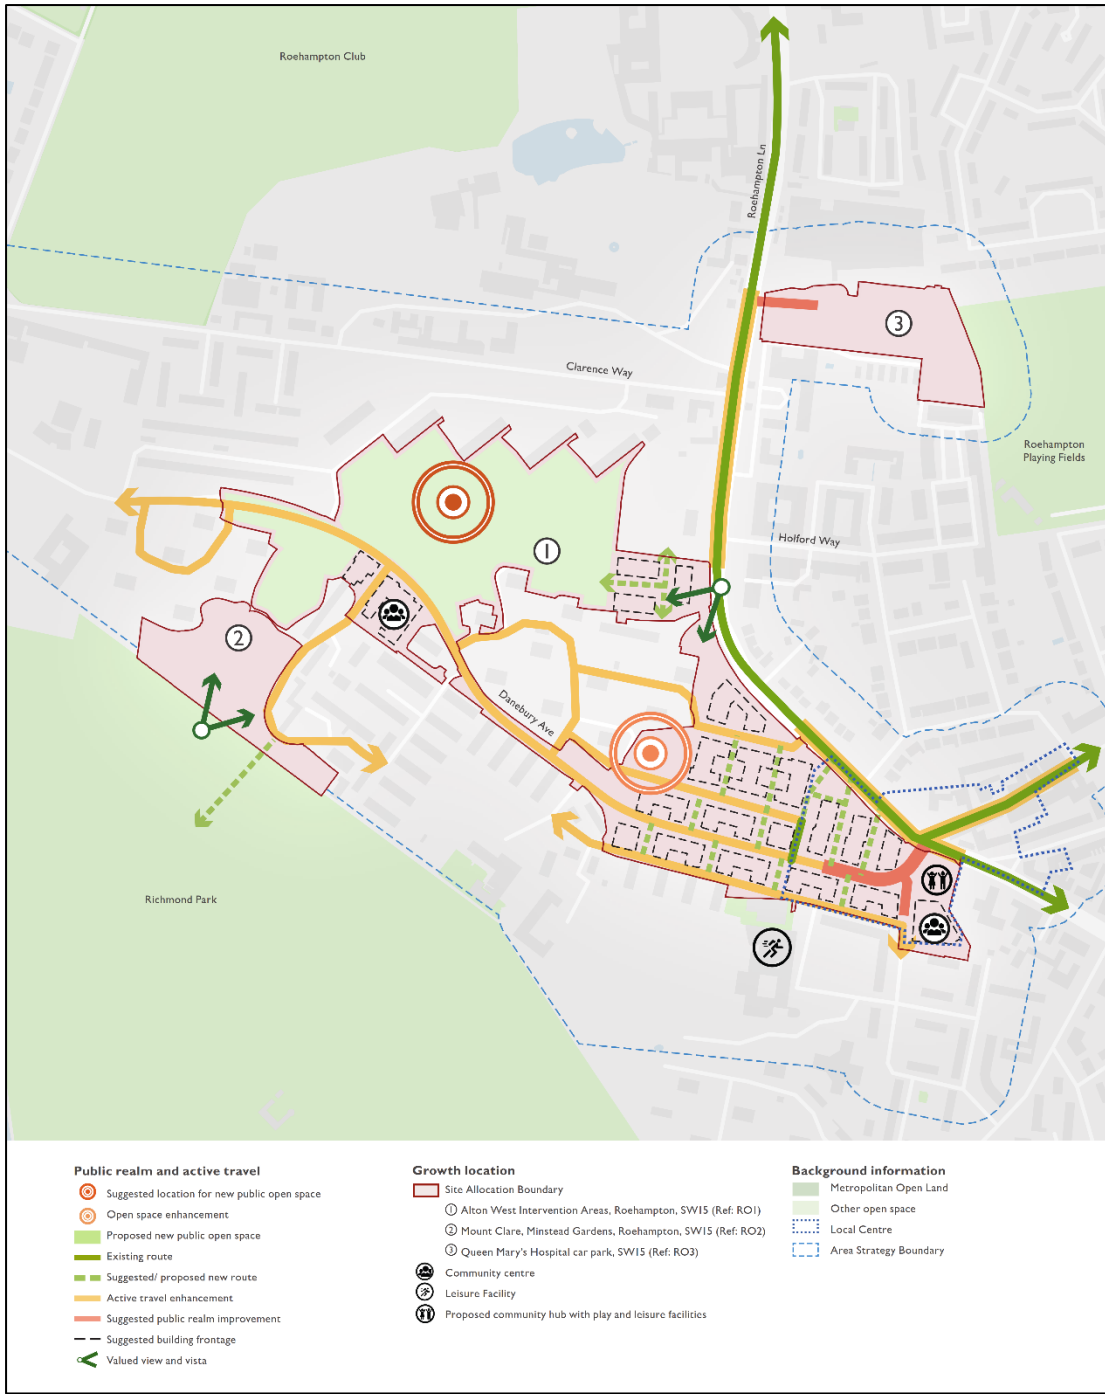 Roehampton Club
Roehampton Ln
3
Clarence Way
Roehampton
Playing Fields
Holford Way
1
2
Danebury Ave
Richmond Park
Public realm and active travel
Suggested location for new public open space
Open space enhancement
Proposed new public open space
Existing route
Suggested/ proposed new route
Active travel enhancement
Suggested public realm improvement
Suggested building frontage
Valued view and vista
Growth location
Site Allocation Boundary
1 Alton West Intervention Areas, Roehampton, SW15 (Ref: RO1)
2 Mount Clare, Minstead Gardens, Roehampton, SW15 (Ref: RO2)
3 Queen Mary's Hospital car park, SW15 (Ref: RO3)
Community centre
Leisure Facility
Proposed community hub with play and leisure facilities
Background information
Metropolitan Open Land
Other open space
Local Centre
Area Strategy Boundary